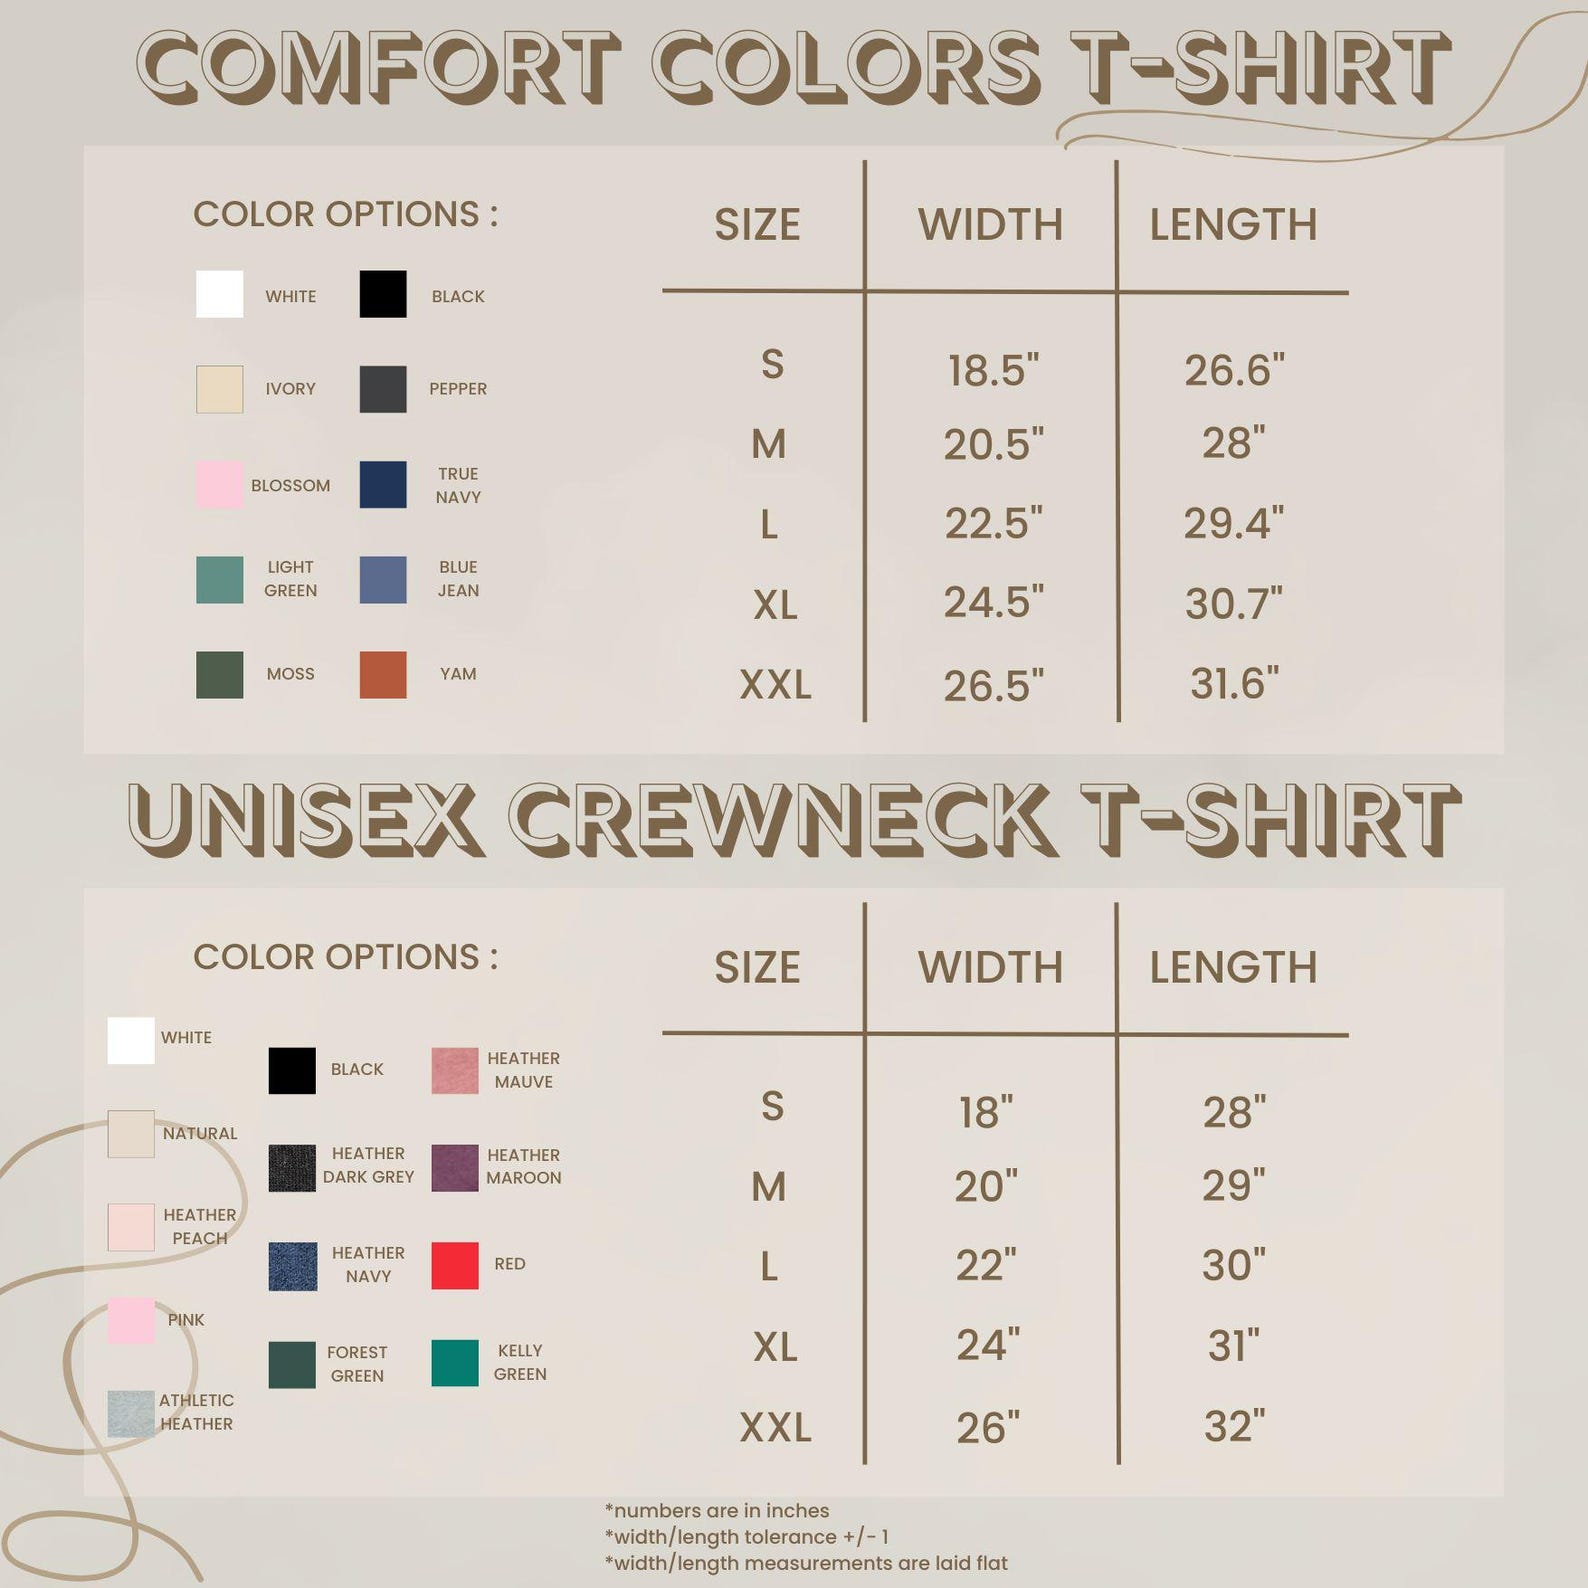 COMFORT COLORS T-SHIRT
COLOR OPTIONS :
WHITE
BLACK
IVORY
PEPPER
BLOSSOM
TRUE
NAVY
LIGHT
GREEN
BLUE
JEAN
MOSS
YAM
SIZE WIDTH LENGTH
S 18.5" 26.6"
M 20.5" 28"
L 22.5" 29.4"
XL 24.5" 30.7"
XXL 26.5" 31.6"
UNISEX CREWNECK T-SHIRT
COLOR OPTIONS :
WHITE
NATURAL
HEATHER
PEACH
PINK
ATHLETIC
HEATHER
BLACK
HEATHER
DARK GREY
HEATHER
NAVY
FOREST
GREEN
HEATHER
MAUVE
HEATHER
MAROON
RED
KELLY
GREEN
SIZE WIDTH LENGTH
S 18" 28"
M 20" 29"
L 22" 30"
XL 24" 31"
XXL 26" 32"
*numbers are in inches
*width/length tolerance +/- 1
*width/length measurements are laid flat